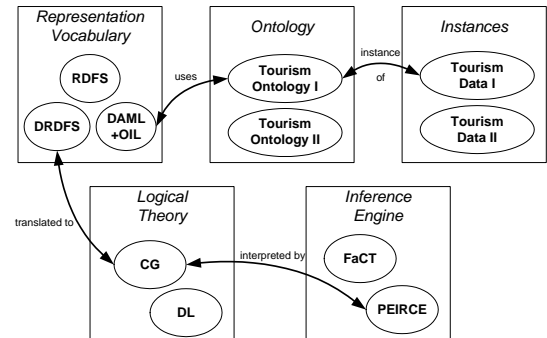 Representation
Vocabulary
RDFS
DRDFS
DAML
+OIL
uses
Ontology
Tourism
Ontology I
Tourism
Ontology II
instance
of
Instances
Tourism
Data I
Tourism
Data II
translated to
Logical
Theory
CG
DL
interpreted by
Inference
Engine
FaCT
PEIRCE